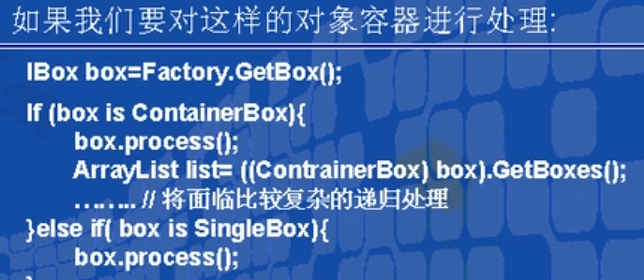 如果我们要对这样的对象容器进行处理:
IBox box=Factory.GetBox();
If (box is ContainerBox){
box.process();
ArrayList list= ((ContrainerBox) box).GetBoxes();
…….. // 将面临比较复杂的递归处理
}else if( box is SingleBox){
box.process();
}